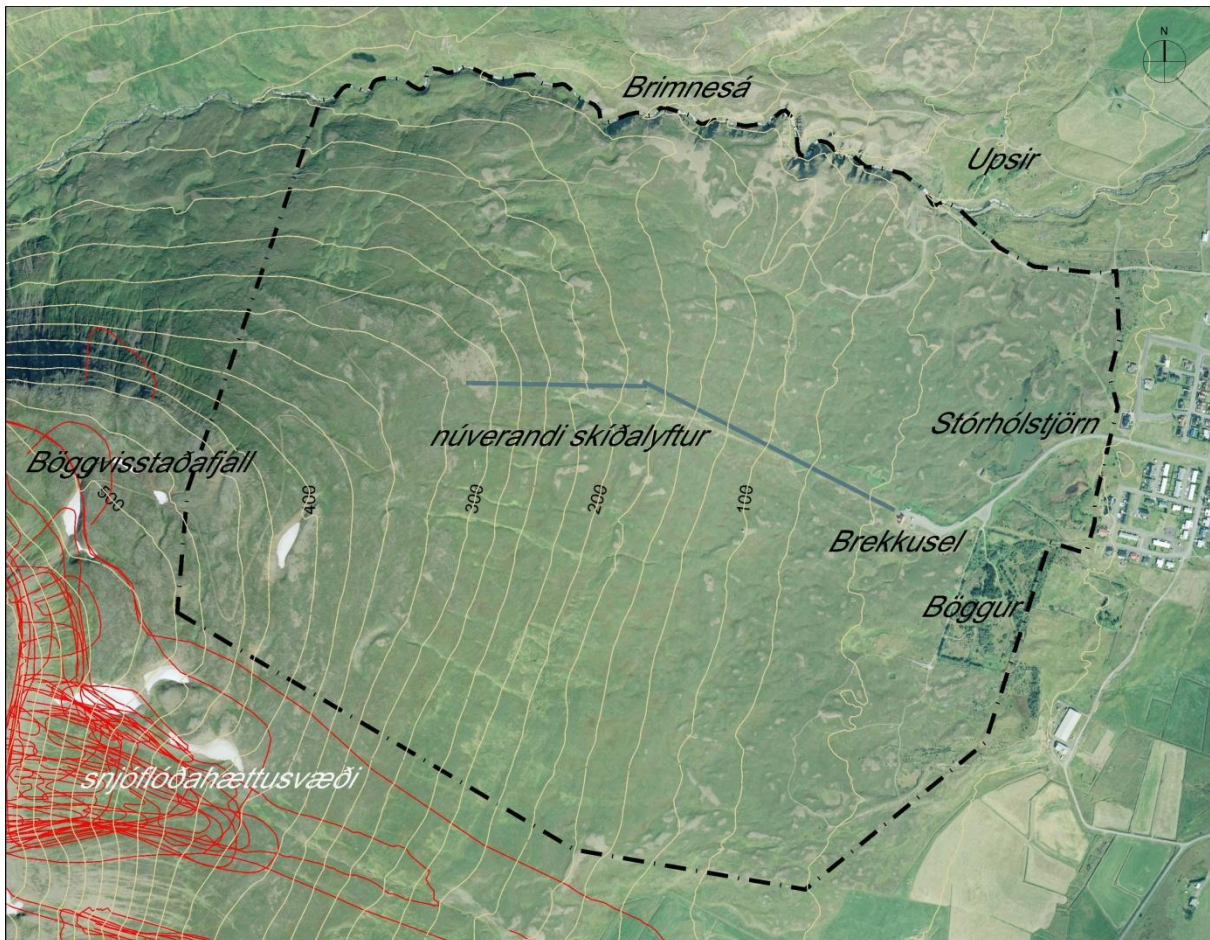 N
Brimnesá
Upsir
Stórhólstjörn
núverandi skíðalyftur
Böggvisstaðafjall
500
400
300
200
100
Brekkusel
Böggur
snjóflóðahættusvæði